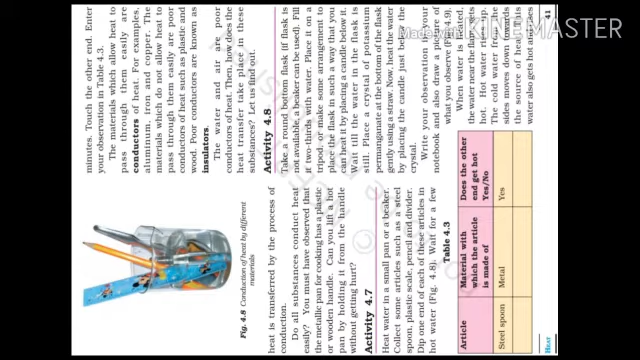 Fig. 4.8 Conduction of heat by different
materials
heat is transferred by the process of
conduction.
Do all substances conduct heat
easily? You must have observed that
the metallic pan for cooking has a plastic
or wooden handle. Can you lift a hot
pan by holding it from the handle
without getting hurt?
Activity 4.7
Heat water in a small pan or a beaker.
Collect some articles such as a steel
spoon, plastic scale, pencil and divider.
Dip one end of each of these articles in
hot water (Fig. 4.8). Wait for a few
minutes. Touch the other end. Enter
your observation in Table 4.3.
Table 4.3
Article
Material with
which the article
is made of
Does the other
end get hot
Yes/No
Steel spoon
Metal
Yes
The materials which allow heat to
pass through them easily are
conductors of heat. For examples,
aluminum, iron and copper. The
materials which do not allow heat to
pass through them easily are poor
conductors of heat such as plastic and
wood. Poor conductors are known as
insulators.
The water and air are poor
conductors of heat. Then, how does the
heat transfer take place in these
substances? Let us find out.
Activity 4.8
Take a round bottom flask (if flask is
not available, a beaker can be used). Fill
it two-thirds with water. Place it on a
tripod, or make some arrangement to
place the flask in such a way that you
can heat it by placing a candle below it.
Wait till the water in the flask is
still. Place a crystal of potassium
permanganate at the bottom of the flask
gently using a straw. Now, heat the water
by placing the candle just below the
crystal.
Write your observation in your
notebook and also draw a picture of
what you observe (Fig. 4.9).
When water is heated,
the water near the flame gets
hot. Hot water rises up.
The cold water from the
sides moves down towards
the source of heat. This
water also gets hot and rises
HEAT
41